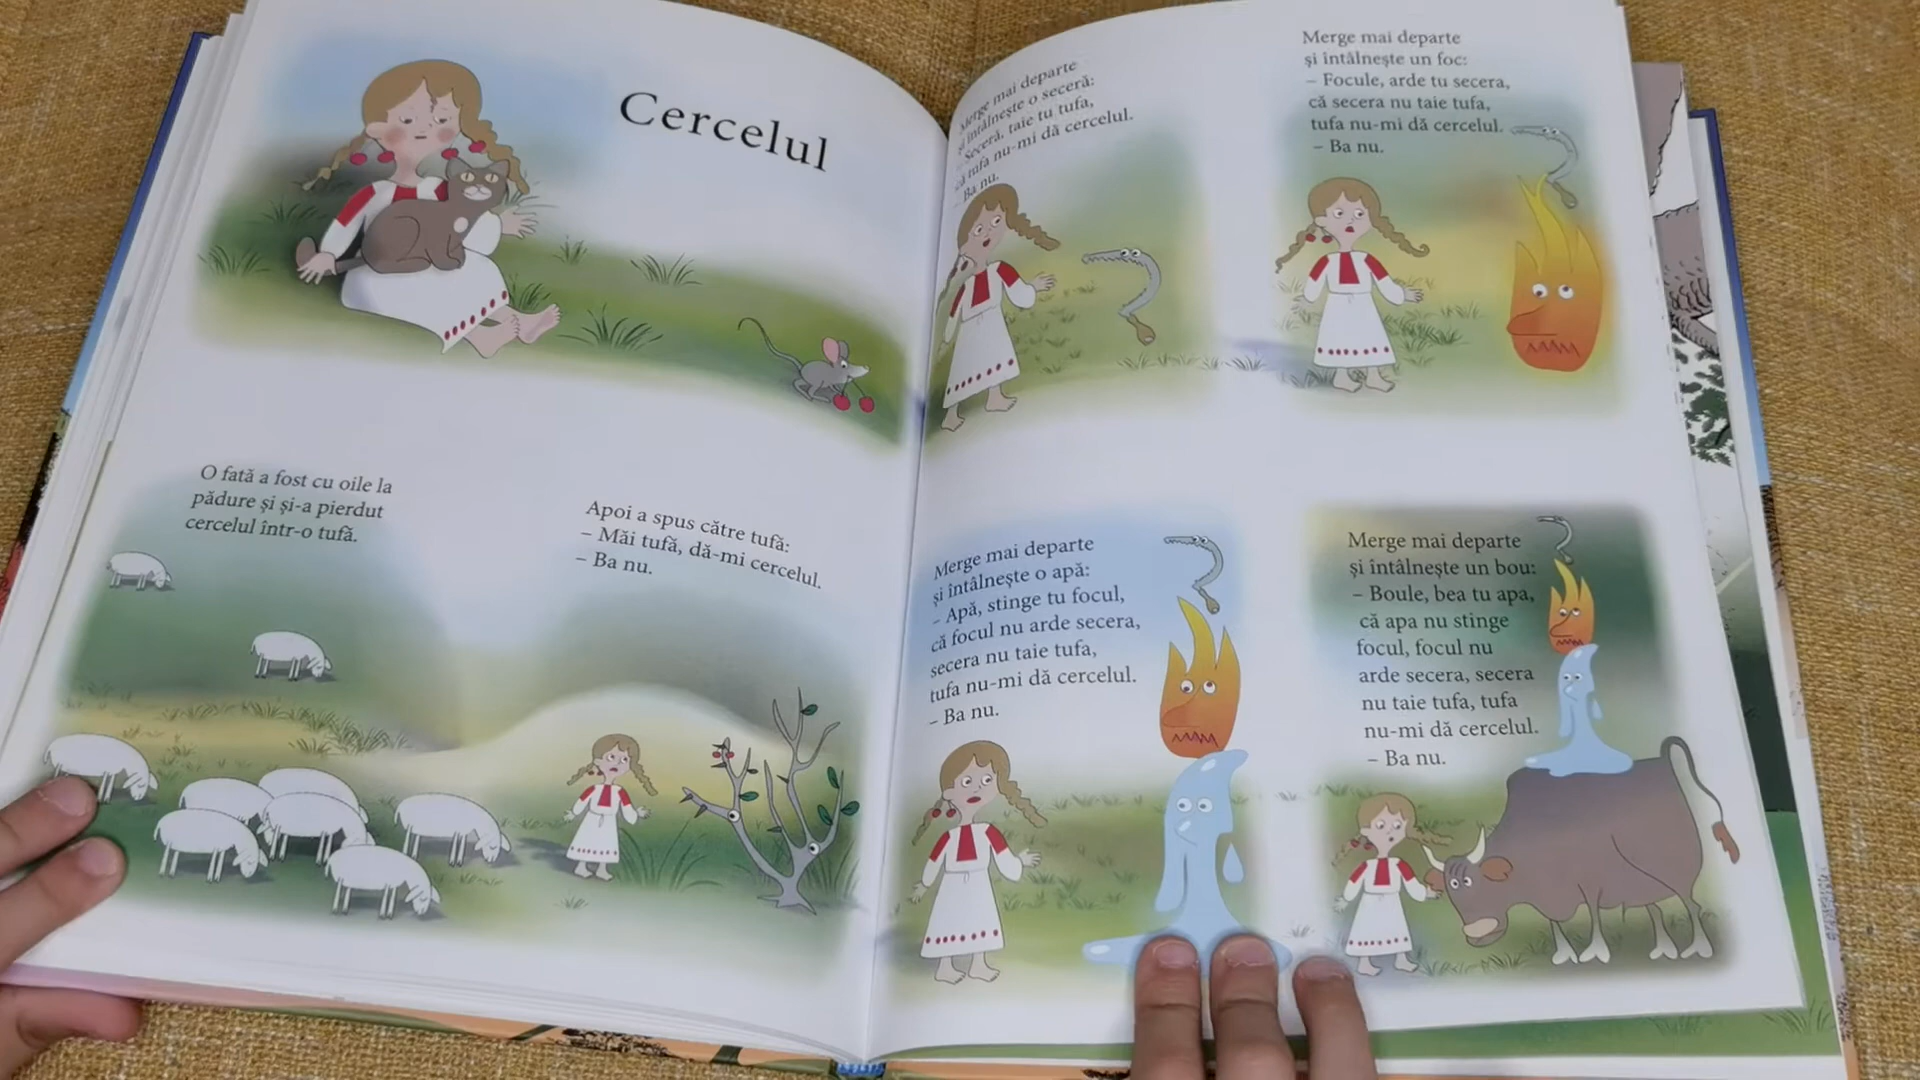 Cercelul
O fată a fost cu oile la
pădure și și-a pierdut
cercelul într-o tufă.
Apoi a spus către tufă:
– Măi tufă, dă-mi cercelul.
– Ba nu.
Merge mai departe
și întâlnește o seceră:
– Seceră, taie tu tufa,
că tufa nu-mi dă cercelul.
– Ba nu.
Merge mai departe
și întâlnește un foc:
– Focule, arde tu secera,
că secera nu taie tufa,
tufa nu-mi dă cercelul.
– Ba nu.
Merge mai departe
și întâlnește o apă:
– Apă, stinge tu focul,
că focul nu arde secera,
secera nu taie tufa,
tufa nu-mi dă cercelul.
– Ba nu.
Merge mai departe
și întâlnește un bou:
– Boule, bea tu apa,
că apa nu stinge
focul, focul nu
arde secera, secera
nu taie tufa, tufa
nu-mi dă cercelul.
– Ba nu.